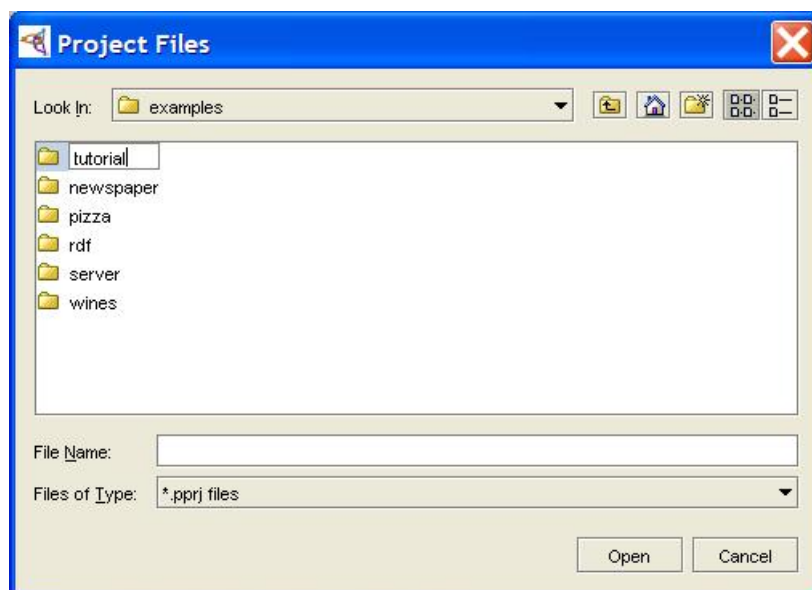 Project Files
Look In: examples
tutorial
newspaper
pizza
rdf
server
wines
File Name:
Files of Type: *.pprj files
Open Cancel